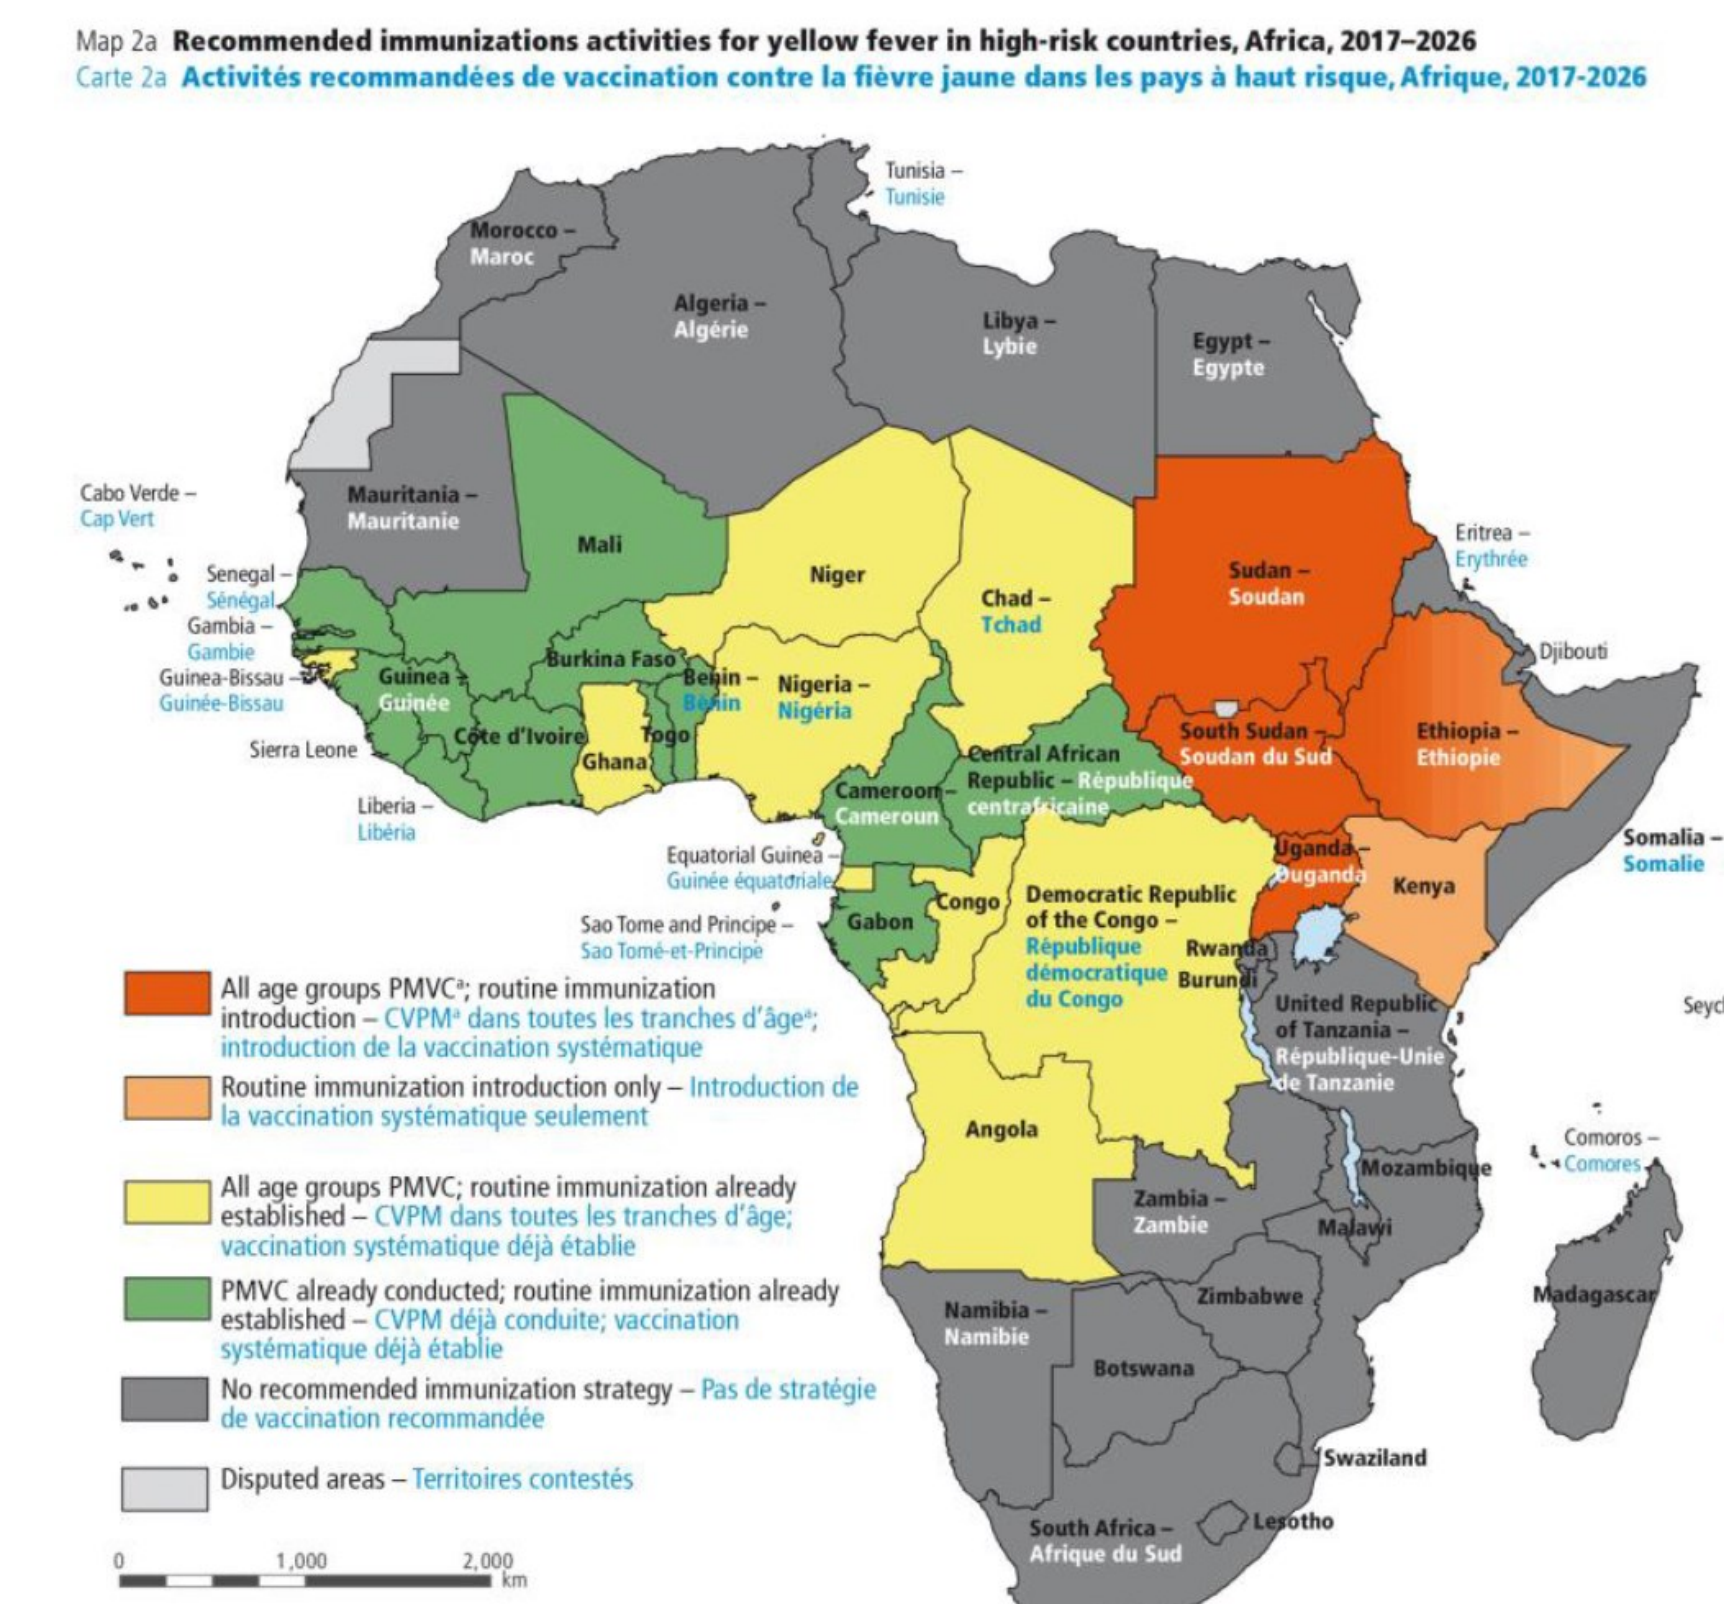 Map 2a Recommended immunizations activities for yellow fever in high-risk countries, Africa, 2017–2026
Carte 2a Activités recommandées de vaccination contre la fièvre jaune dans les pays à haut risque, Afrique, 2017-2026
Tunisia –
Tunisie
Morocco –
Maroc
Algeria –
Algérie
Libya –
Lybie
Egypt –
Egypte
Cabo Verde –
Cap Vert
Mauritania –
Mauritanie
Mali
Niger
Chad –
Tchad
Sudan –
Soudan
Eritrea –
Erythrée
Djibouti
Senegal –
Sénégal
Gambia –
Gambie
Guinea-Bissau –
Guinée-Bissau
Guinea –
Guinée
Burkina Faso
Benin –
Bénin
Nigeria –
Nigéria
Sierra Leone
Côte d'Ivoire
Ghana
Togo
Liberia –
Libéria
Cameroon –
Cameroun
Central African
Republic – République
centrafricaine
South Sudan –
Soudan du Sud
Ethiopia –
Ethiopie
Somalia –
Somalie
Uganda –
Ouganda
Kenya
Equatorial Guinea –
Guinée équatoriale
Sao Tome and Principe –
Sao Tomé-et-Principe
Gabon
Congo
Democratic Republic
of the Congo –
République
démocratique
du Congo
Rwanda
Burundi
United Republic
of Tanzania –
République-Unie
de Tanzanie
Seycl
Comoros –
Comores
Angola
Zambia –
Zambie
Mozambique
Malawi
Madagascar
Zimbabwe
Namibia –
Namibie
Botswana
Swaziland
Lesotho
South Africa –
Afrique du Sud
All age groups PMVCª; routine immunization
introduction – CVPMª dans toutes les tranches d'âgeª;
introduction de la vaccination systématique
Routine immunization introduction only – Introduction de
la vaccination systématique seulement
All age groups PMVC; routine immunization already
established – CVPM dans toutes les tranches d'âge;
vaccination systématique déjà établie
PMVC already conducted; routine immunization already
established – CVPM déjà conduite; vaccination
systématique déjà établie
No recommended immunization strategy – Pas de stratégie
de vaccination recommandée
Disputed areas – Territoires contestés
0 1,000 2,000
km